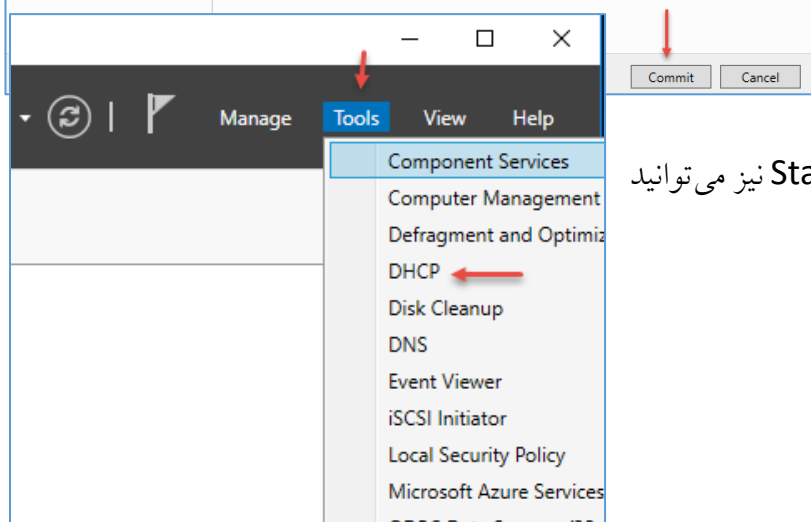 Commit Cancel
Manage Tools View Help
Component Services
Computer Management
Defragment and Optimiz
DHCP
Disk Cleanup
DNS
Event Viewer
iSCSI Initiator
Local Security Policy
Microsoft Azure Services
نیز می‌توانید